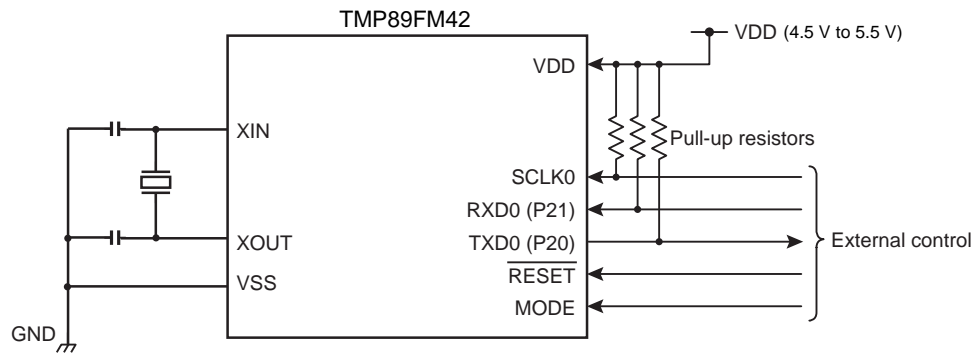 TMP89FM42
VDD (4.5 V to 5.5 V)
VDD
XIN
Pull-up resistors
SCLK0
RXD0 (P21)
XOUT
TXD0 (P20)
External control
RESET
VSS
MODE
GND